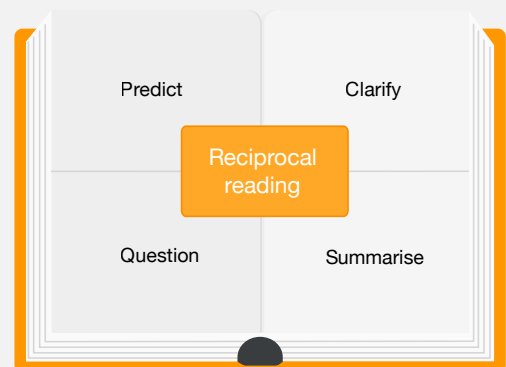 Predict
Clarify
Reciprocal
reading
Question
Summarise